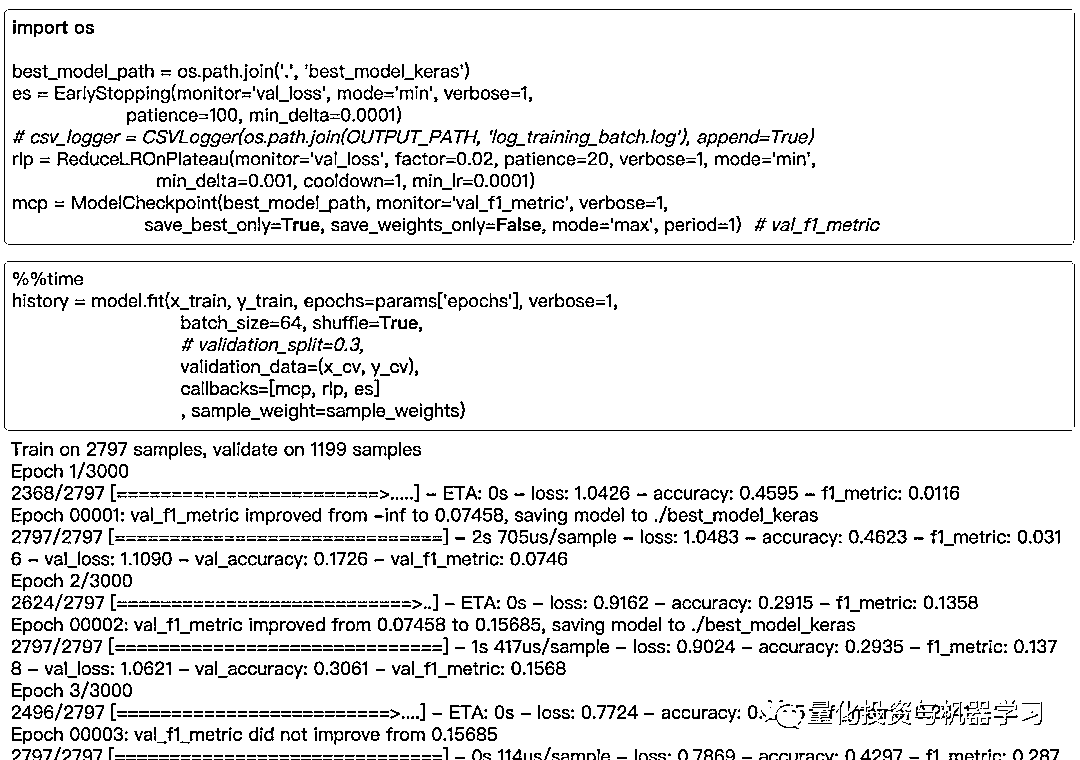 import os
best_model_path = os.path.join('.', 'best_model_keras')
es = EarlyStopping(monitor='val_loss', mode='min', verbose=1,
patience=100, min_delta=0.0001)
# csv_logger = CSVLogger(os.path.join(OUTPUT_PATH, 'log_training_batch.log'), append=True)
rlp = ReduceLROnPlateau(monitor='val_loss', factor=0.02, patience=20, verbose=1, mode='min',
min_delta=0.001, cooldown=1, min_lr=0.0001)
mcp = ModelCheckpoint(best_model_path, monitor='val_f1_metric', verbose=1,
save_best_only=True, save_weights_only=False, mode='max', period=1)  # val_f1_metric
%%time
history = model.fit(x_train, y_train, epochs=params['epochs'], verbose=1,
batch_size=64, shuffle=True,
# validation_split=0.3,
validation_data=(x_cv, y_cv),
callbacks=[mcp, rlp, es]
, sample_weight=sample_weights)
Train on 2797 samples, validate on 1199 samples
Epoch 1/3000
2368/2797 [========================>.....] – ETA: 0s – loss: 1.0426 – accuracy: 0.4595 – f1_metric: 0.0116
Epoch 00001: val_f1_metric improved from –inf to 0.07458, saving model to ./best_model_keras
2797/2797 [==============================] – 2s 705us/sample – loss: 1.0483 – accuracy: 0.4623 – f1_metric: 0.031
6 – val_loss: 1.1090 – val_accuracy: 0.1726 – val_f1_metric: 0.0746
Epoch 2/3000
2624/2797 [===========================>..] – ETA: 0s – loss: 0.9162 – accuracy: 0.2915 – f1_metric: 0.1358
Epoch 00002: val_f1_metric improved from 0.07458 to 0.15685, saving model to ./best_model_keras
2797/2797 [==============================] – 1s 417us/sample – loss: 0.9024 – accuracy: 0.2935 – f1_metric: 0.137
8 – val_loss: 1.0621 – val_accuracy: 0.3061 – val_f1_metric: 0.1568
Epoch 3/3000
2496/2797 [=========================>....] – ETA: 0s – loss: 0.7724 – accuracy:
量化投资与机器学习
Epoch 00003: val_f1_metric did not improve from 0.15685
2797/2797 [==============================] – 0s 114us/sample – loss: 0.7869 – accuracy: 0.4297 – f1_metric: 0.287